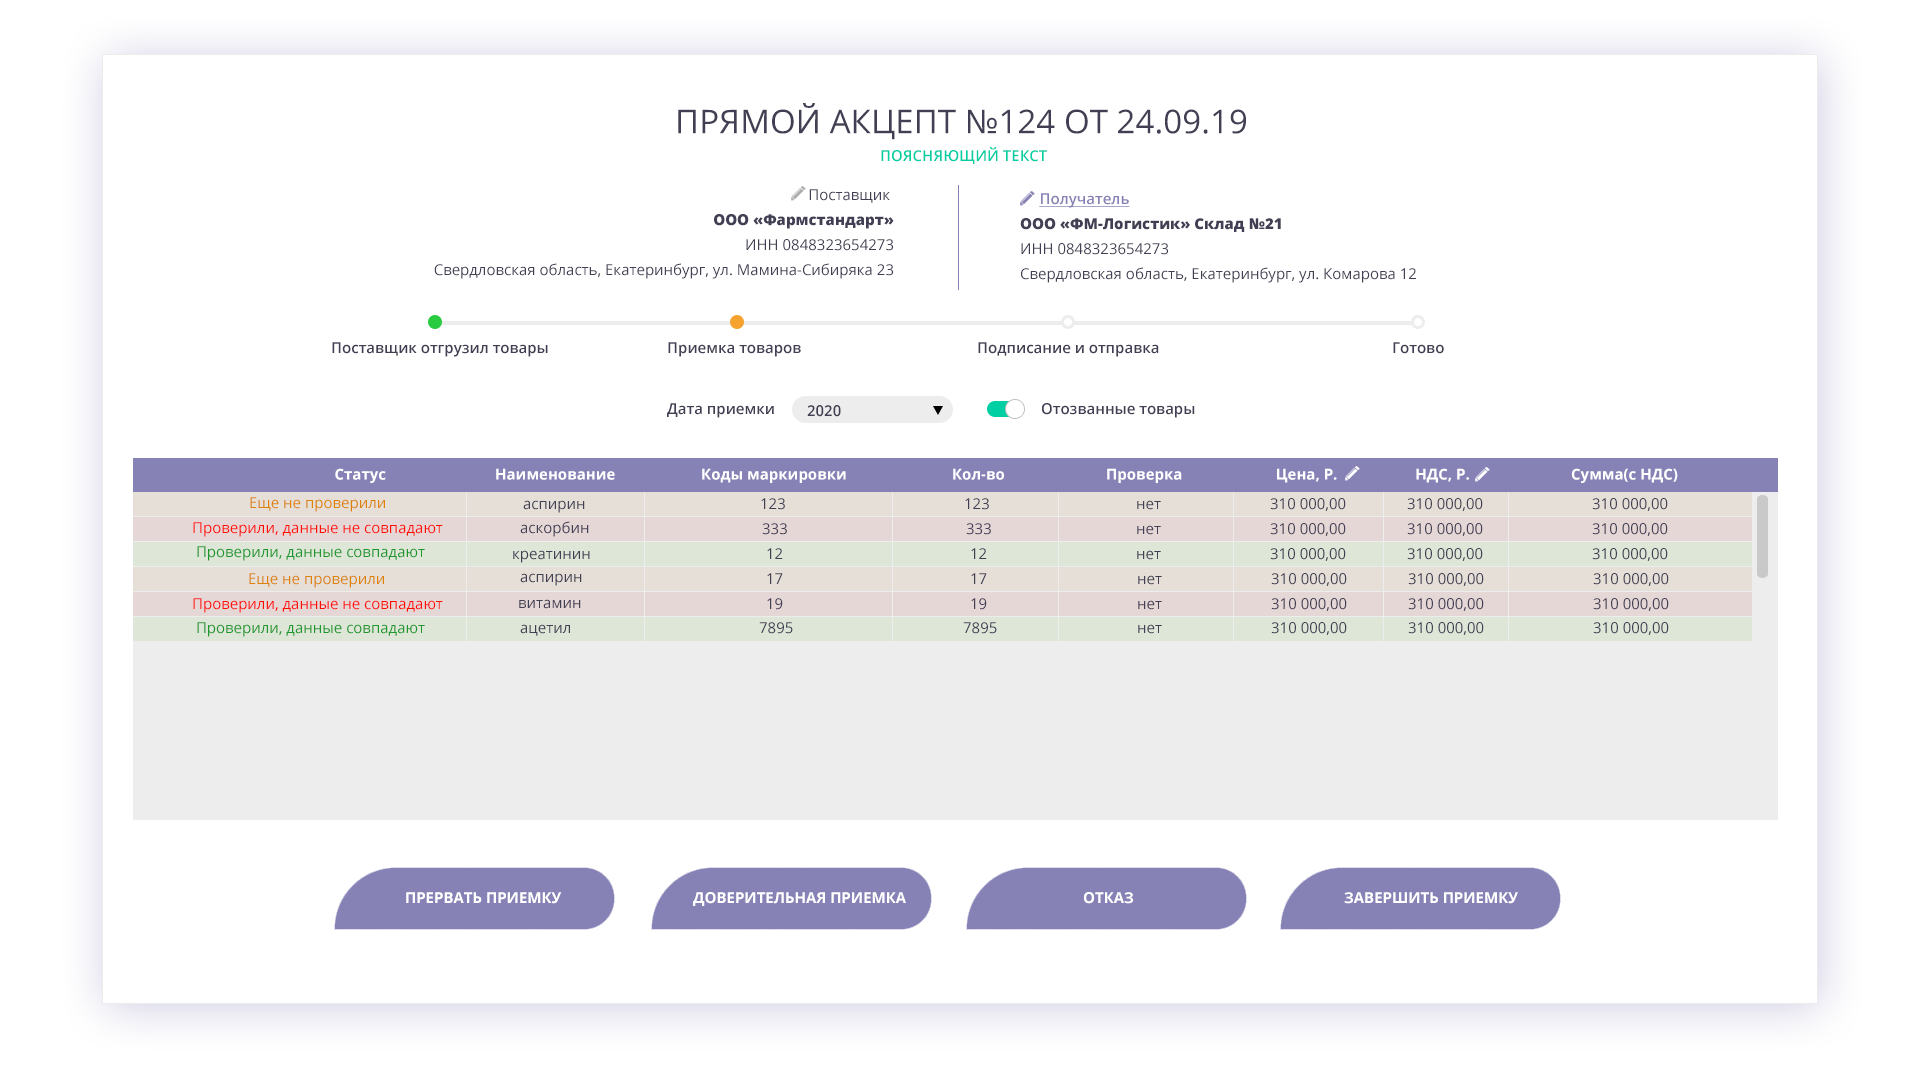 ПРЯМОЙ АКЦЕПТ №124 ОТ 24.09.19
ПОЯСНЯЮЩИЙ ТЕКСТ
Поставщик
ООО «Фармстандарт»
ИНН 0848323654273
Свердловская область, Екатеринбург, ул. Мамина-Сибиряка 23
Получатель
ООО «ФМ-Логистик» Склад №21
ИНН 0848323654273
Свердловская область, Екатеринбург, ул. Комарова 12
Поставщик отгрузил товары Приемка товаров Подписание и отправка Готово
Дата приемки 2020 Отозванные товары
Статус Наименование Коды маркировки Кол-во Проверка Цена, Р. НДС, Р. Сумма(с НДС)
Еще не проверили аспирин 123 123 нет 310 000,00 310 000,00 310 000,00
Проверили, данные не совпадают аскорбин 333 333 нет 310 000,00 310 000,00 310 000,00
Проверили, данные совпадают креатинин 12 12 нет 310 000,00 310 000,00 310 000,00
Еще не проверили аспирин 17 17 нет 310 000,00 310 000,00 310 000,00
Проверили, данные не совпадают витамин 19 19 нет 310 000,00 310 000,00 310 000,00
Проверили, данные совпадают ацетил 7895 7895 нет 310 000,00 310 000,00 310 000,00
ПРЕРВАТЬ ПРИЕМКУ ДОВЕРИТЕЛЬНАЯ ПРИЕМКА ОТКАЗ ЗАВЕРШИТЬ ПРИЕМКУ